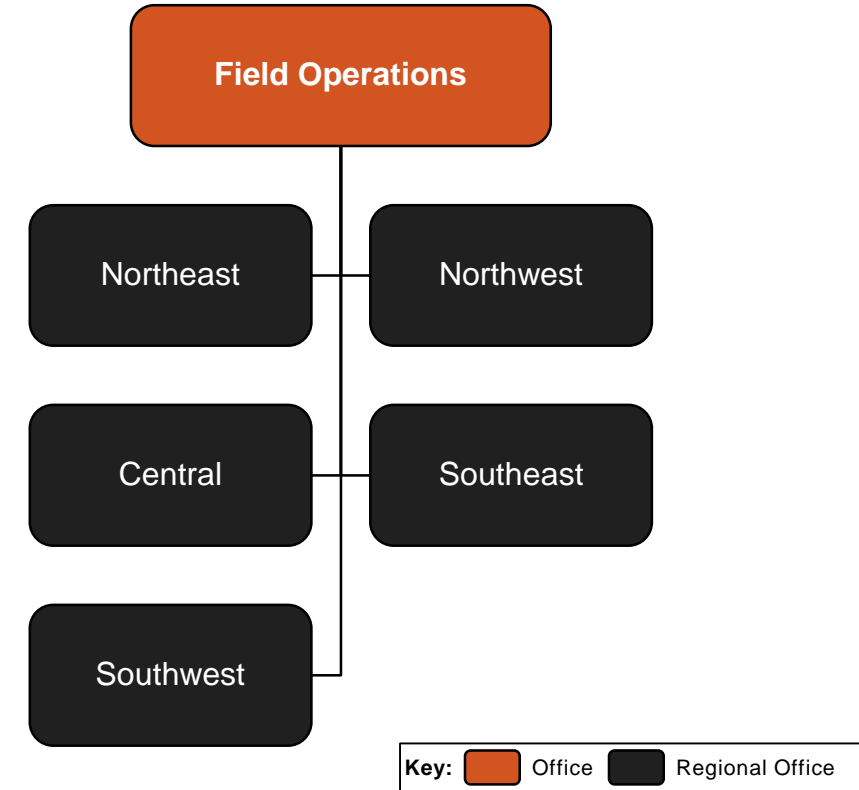 Field Operations
Northeast
Northwest
Central
Southeast
Southwest
Key: Office Regional Office